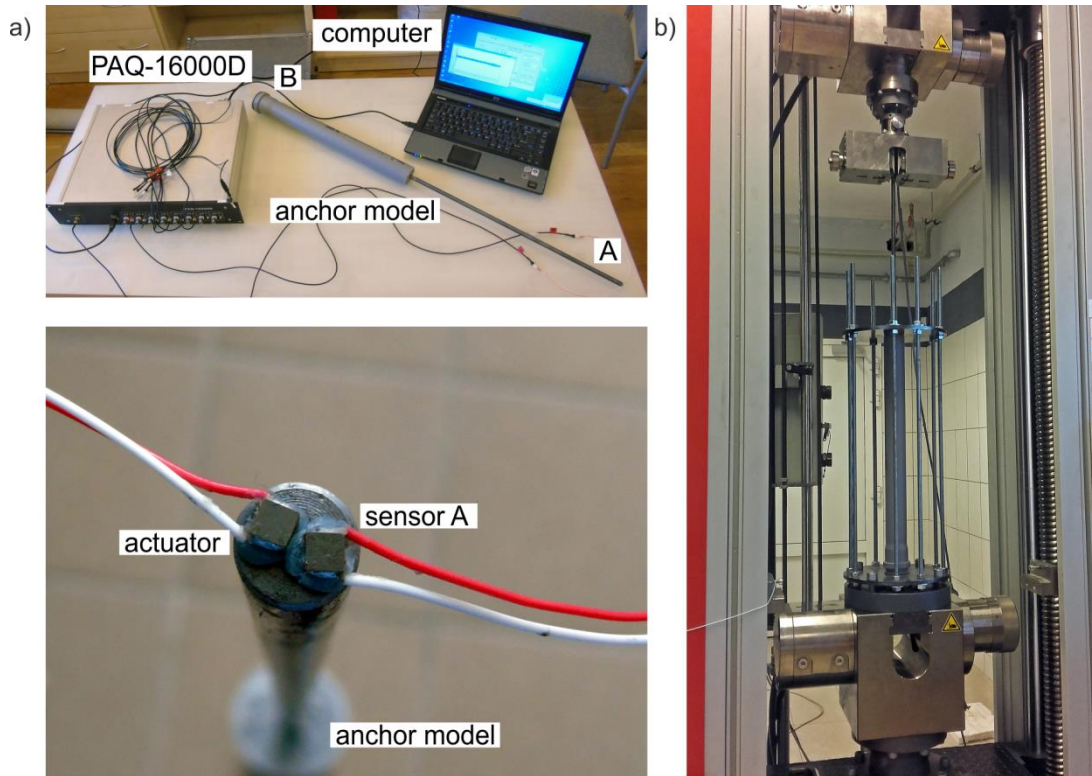 a)
computer
PAQ-16000D
B
anchor model
A
sensor A
actuator
anchor model
b)